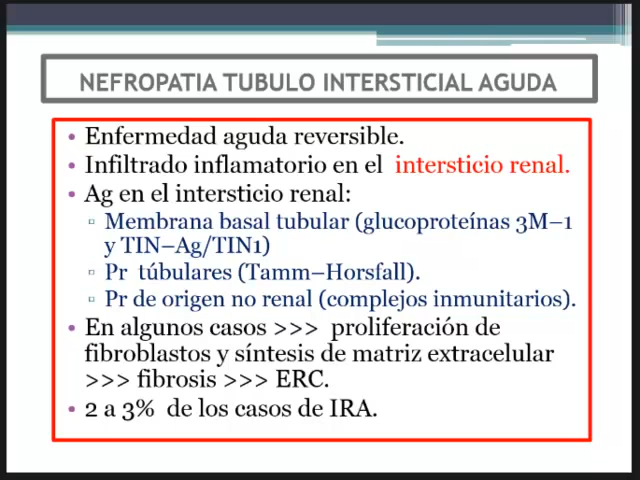 NEFROPATIA TUBULO INTERSTICIAL AGUDA
• Enfermedad aguda reversible.
• Infiltrado inflamatorio en el intersticio renal.
• Ag en el intersticio renal:
▫ Membrana basal tubular (glucoproteínas 3M–1
y TIN–Ag/TIN1)
▫ Pr túbulares (Tamm–Horsfall).
▫ Pr de origen no renal (complejos inmunitarios).
• En algunos casos >>> proliferación de
fibroblastos y síntesis de matriz extracelular
>>> fibrosis >>> ERC.
• 2 a 3% de los casos de IRA.